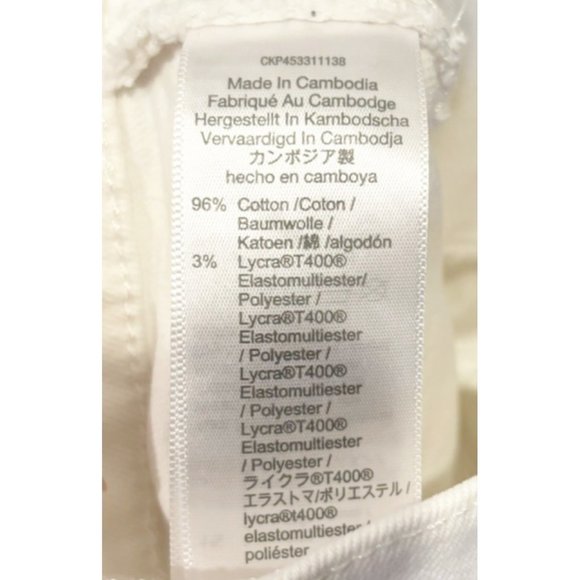 CKP453311138
Made In Cambodia
Fabriqué Au Cambodge
Hergestellt In Kambodscha
Vervaardigd In Cambodja
カンボジア製
hecho en camboya
96% Cotton /Coton /
Baumwolle /
Katoen /綿 /algodón
3% Lycra®T400®
Elastomultiester/
Polyester /
Lycra®T400®
Elastomultiester
/ Polyester /
Lycra®T400®
Elastomultiester
/ Polyester /
Lycra®T400®
Elastomultiester
/ Polyester /
ライクラ®T400®
エラストマ/ポリエステル /
lycra®t400®
elastomultiester /
poliéster